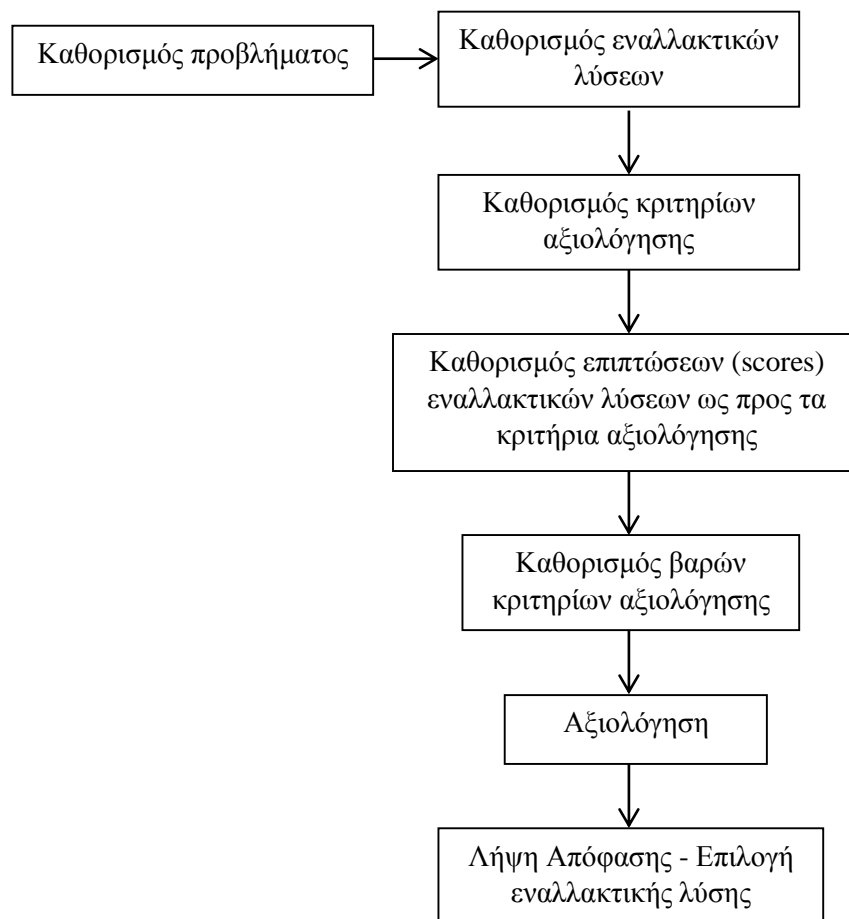 Καθορισμός προβλήματος
Καθορισμός εναλλακτικών
λύσεων
Καθορισμός κριτηρίων
αξιολόγησης
Καθορισμός επιπτώσεων (scores)
εναλλακτικών λύσεων ως προς τα
κριτήρια αξιολόγησης
Καθορισμός βαρών
κριτηρίων αξιολόγησης
Αξιολόγηση
Λήψη Απόφασης - Επιλογή
εναλλακτικής λύσης